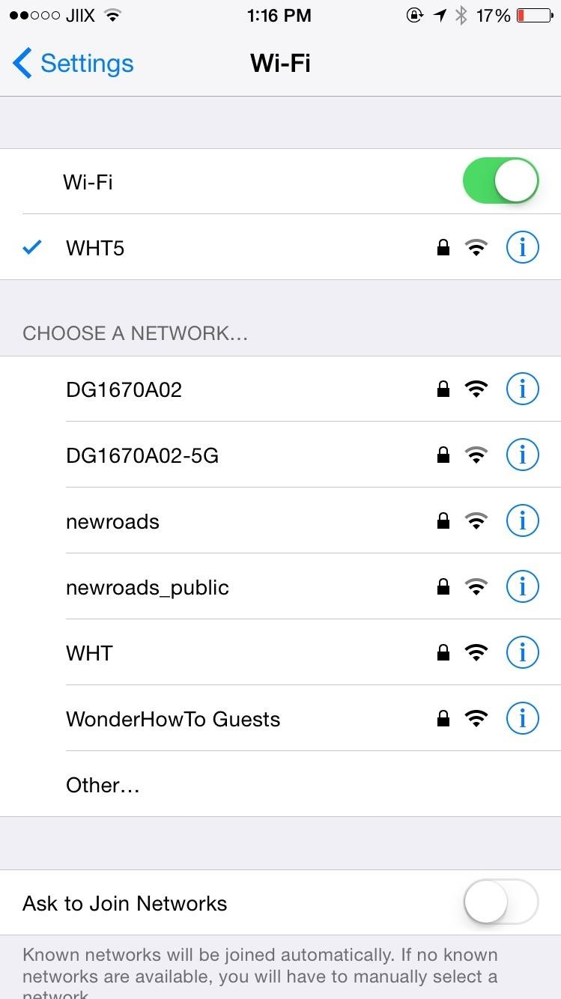 JIIX 1:16 PM 17%
Settings Wi-Fi
Wi-Fi
WHT5
CHOOSE A NETWORK...
DG1670A02
DG1670A02-5G
newroads
newroads_public
WHT
WonderHowTo Guests
Other...
Ask to Join Networks
Known networks will be joined automatically. If no known
networks are available, you will have to manually select a
network.